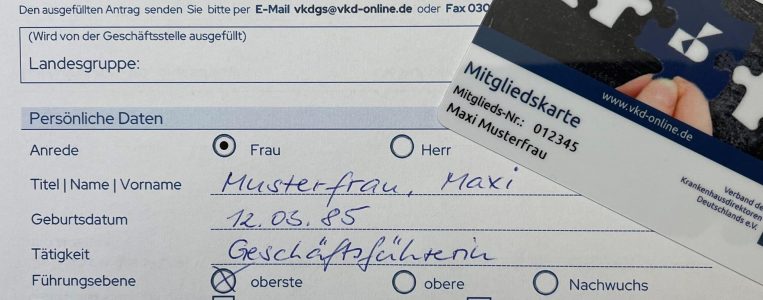 Den ausgefüllten Antrag senden Sie bitte per E-Mail vkdgs@vkd-online.de oder Fax 030
(Wird von der Geschäftsstelle ausgefüllt)
Landesgruppe:
Mitgliedskarte
Mitglieds-Nr.: 012345
Maxi Musterfrau
www.vkd-online.de
Verband de
Krankenhausdirektoren
Deutschlands e.V.
Persönliche Daten
Anrede Frau Herr
Titel | Name | Vorname Musterfrau, Maxi
Geburtsdatum 12.03.85
Tätigkeit Geschäftsführerin
Führungsebene oberste obere Nachwuchs